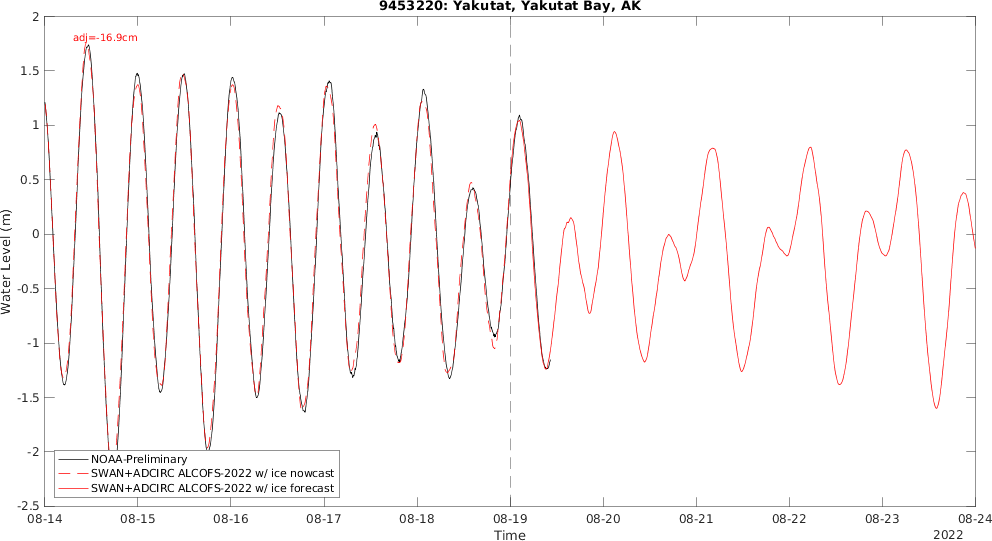 9453220: Yakutat, Yakutat Bay, AK
adj=-16.9cm
2
1.5
1
0.5
0
-0.5
-1
-1.5
-2
-2.5
Water Level (m)
NOAA-Preliminary
SWAN+ADCIRC ALCOFS-2022 w/ ice nowcast
SWAN+ADCIRC ALCOFS-2022 w/ ice forecast
08-14 08-15 08-16 08-17 08-18 08-19 08-20 08-21 08-22 08-23 08-24
Time
2022